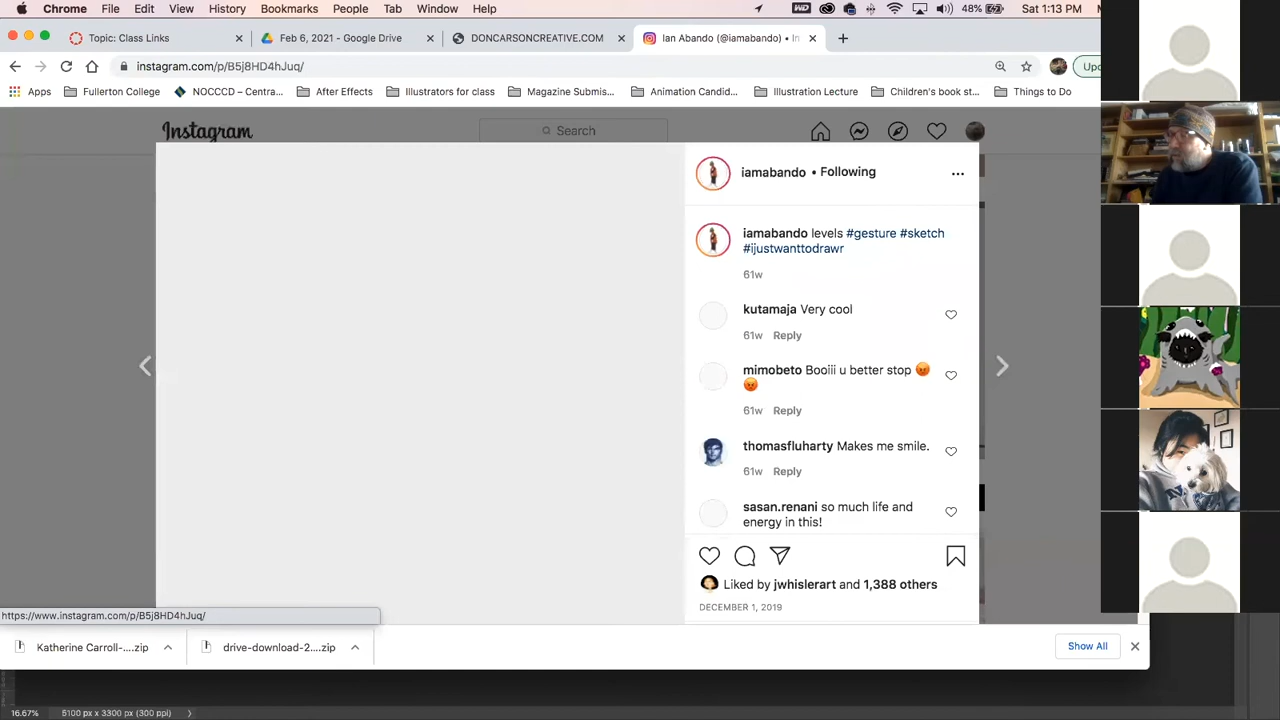 Chrome File Edit View History Bookmarks People Tab Window Help
48% Sat 1:13 PM
Topic: Class Links
Feb 6, 2021 - Google Drive
DONCARSONCREATIVE.COM
Ian Abando (@iamabando) • In
instagram.com/p/B5j8HD4hJuq/
Apps Fullerton College NOCCCD – Centra... After Effects Illustrators for class Magazine Submis... Animation Candid... Illustration Lecture Children's book st... Things to Do
Instagram
Search
iamabando • Following
iamabando levels #gesture #sketch
#ijustwanttodrawr
61w
kutamaja Very cool
61w Reply
mimobeto Booiii u better stop 😡
😡
61w Reply
thomasfluharty Makes me smile.
61w Reply
sasan.renani so much life and
energy in this!
Liked by jwhislerart and 1,388 others
DECEMBER 1, 2019
https://www.instagram.com/p/B5j8HD4hJuq/
Katherine Carroll-....zip
drive-download-2....zip
Show All
16.67% 5100 px x 3300 px (300 ppi)